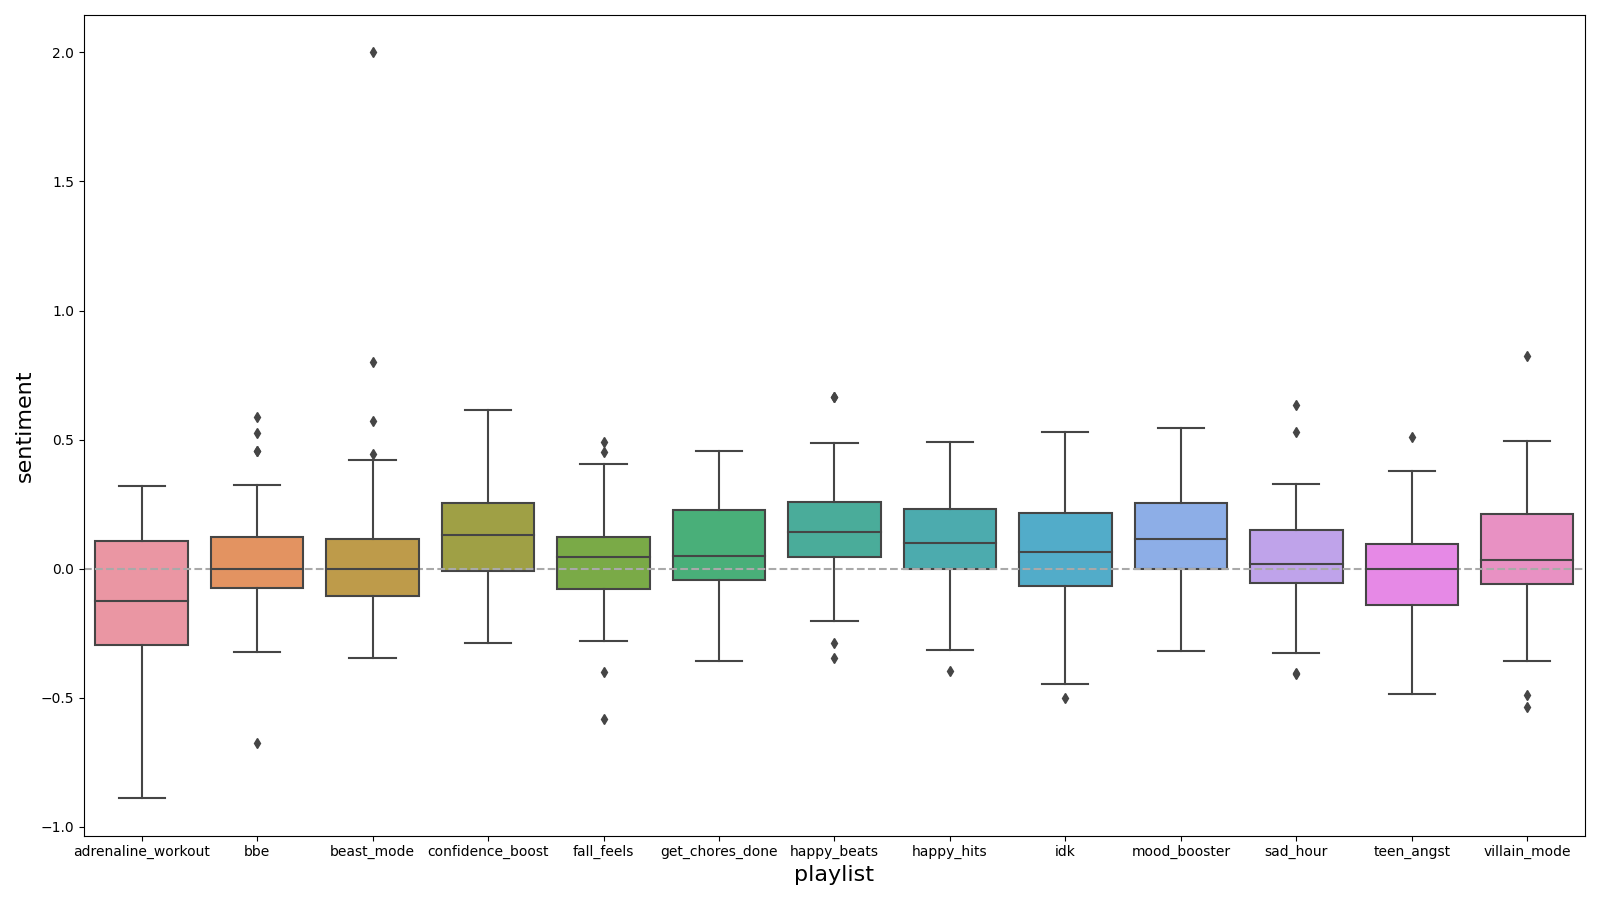 2.0
1.5
1.0
0.5
0.0
−0.5
−1.0
sentiment
adrenaline_workout bbe beast_mode confidence_boost fall_feels get_chores_done happy_beats happy_hits idk mood_booster sad_hour teen_angst villain_mode
playlist